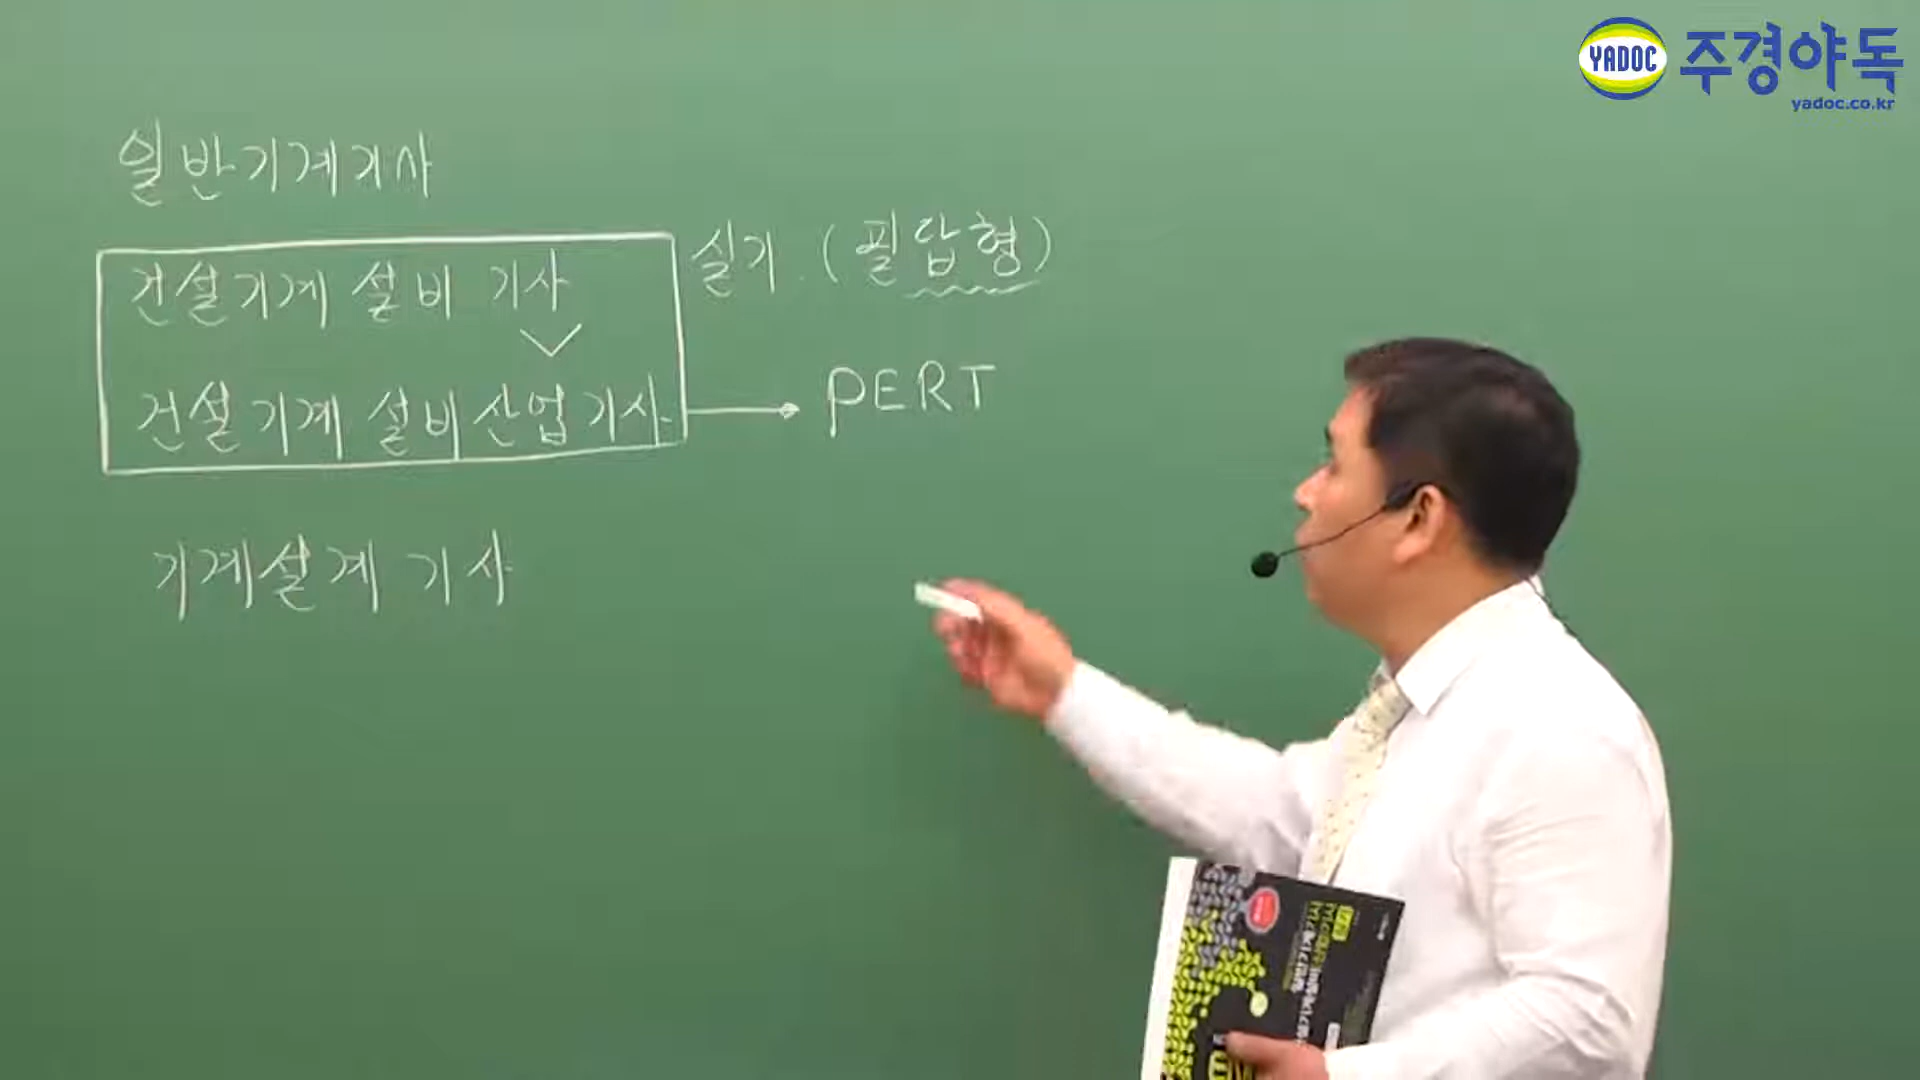 YADOC 주경야독
yadoc.co.kr
일반기계기사
건설기계 설비 기사
실기. (필답형)
건설기계 설비산업기사
PERT
기계설계 기사